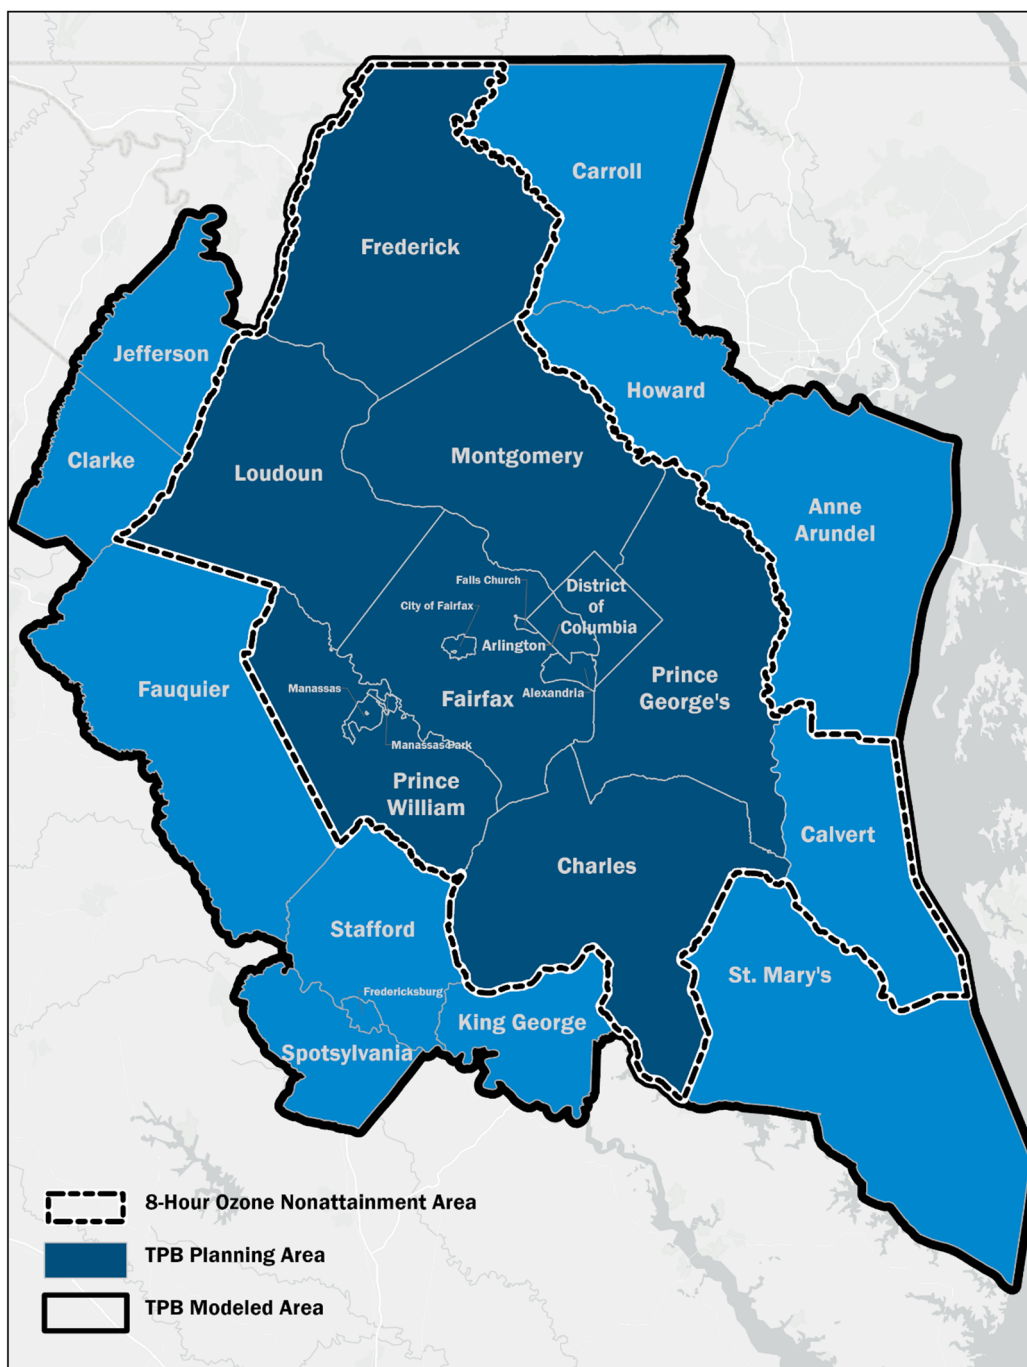 Carroll
Frederick
Jefferson
Howard
Clarke
Loudoun
Montgomery
Anne
Arundel
Falls Church
District
of
Columbia
City of Fairfax
Arlington
Prince
George's
Fauquier
Manassas
Fairfax
Alexandria
Manassas Park
Prince
William
Calvert
Charles
Stafford
St. Mary's
Fredericksburg
King George
Spotsylvania
8-Hour Ozone Nonattainment Area
TPB Planning Area
TPB Modeled Area